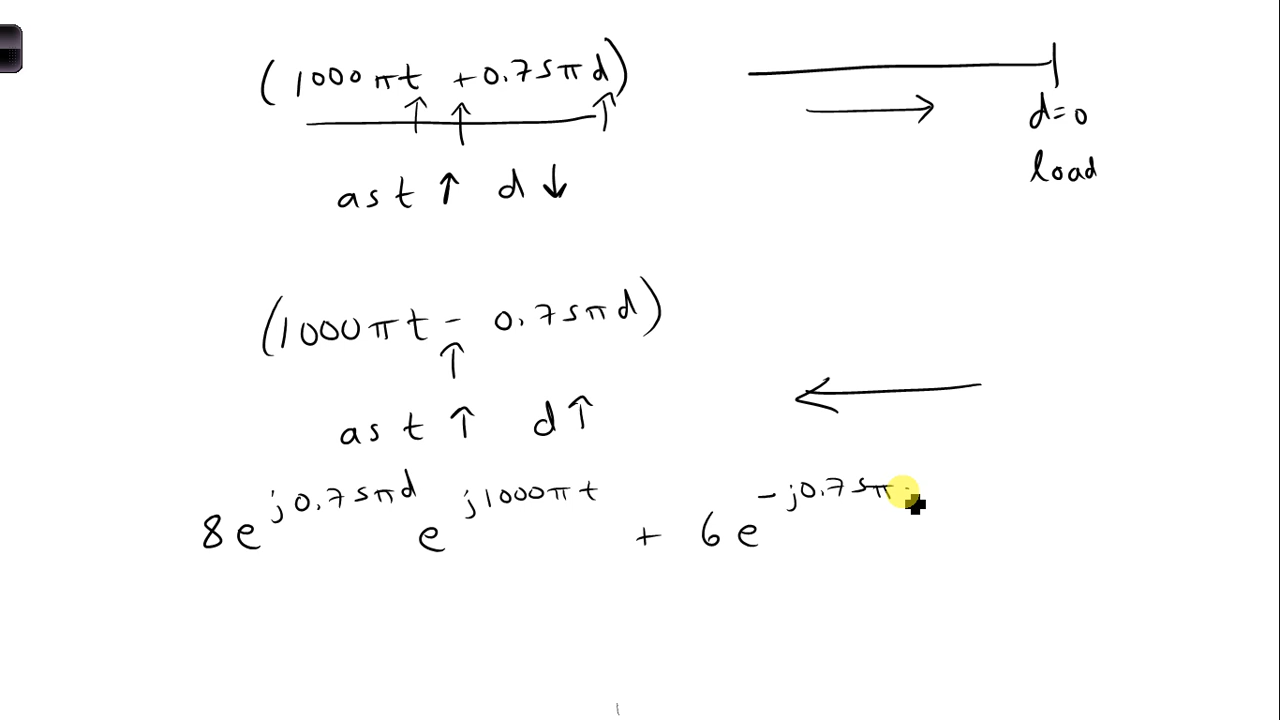 (1000πt +0.75πd)
d=0
load
as t ↑ d ↓
(1000πt - 0.75πd)
as t ↑ d ↑
8e^{j0.75πd} e^{j1000πt} + 6e^{-j0.75π}